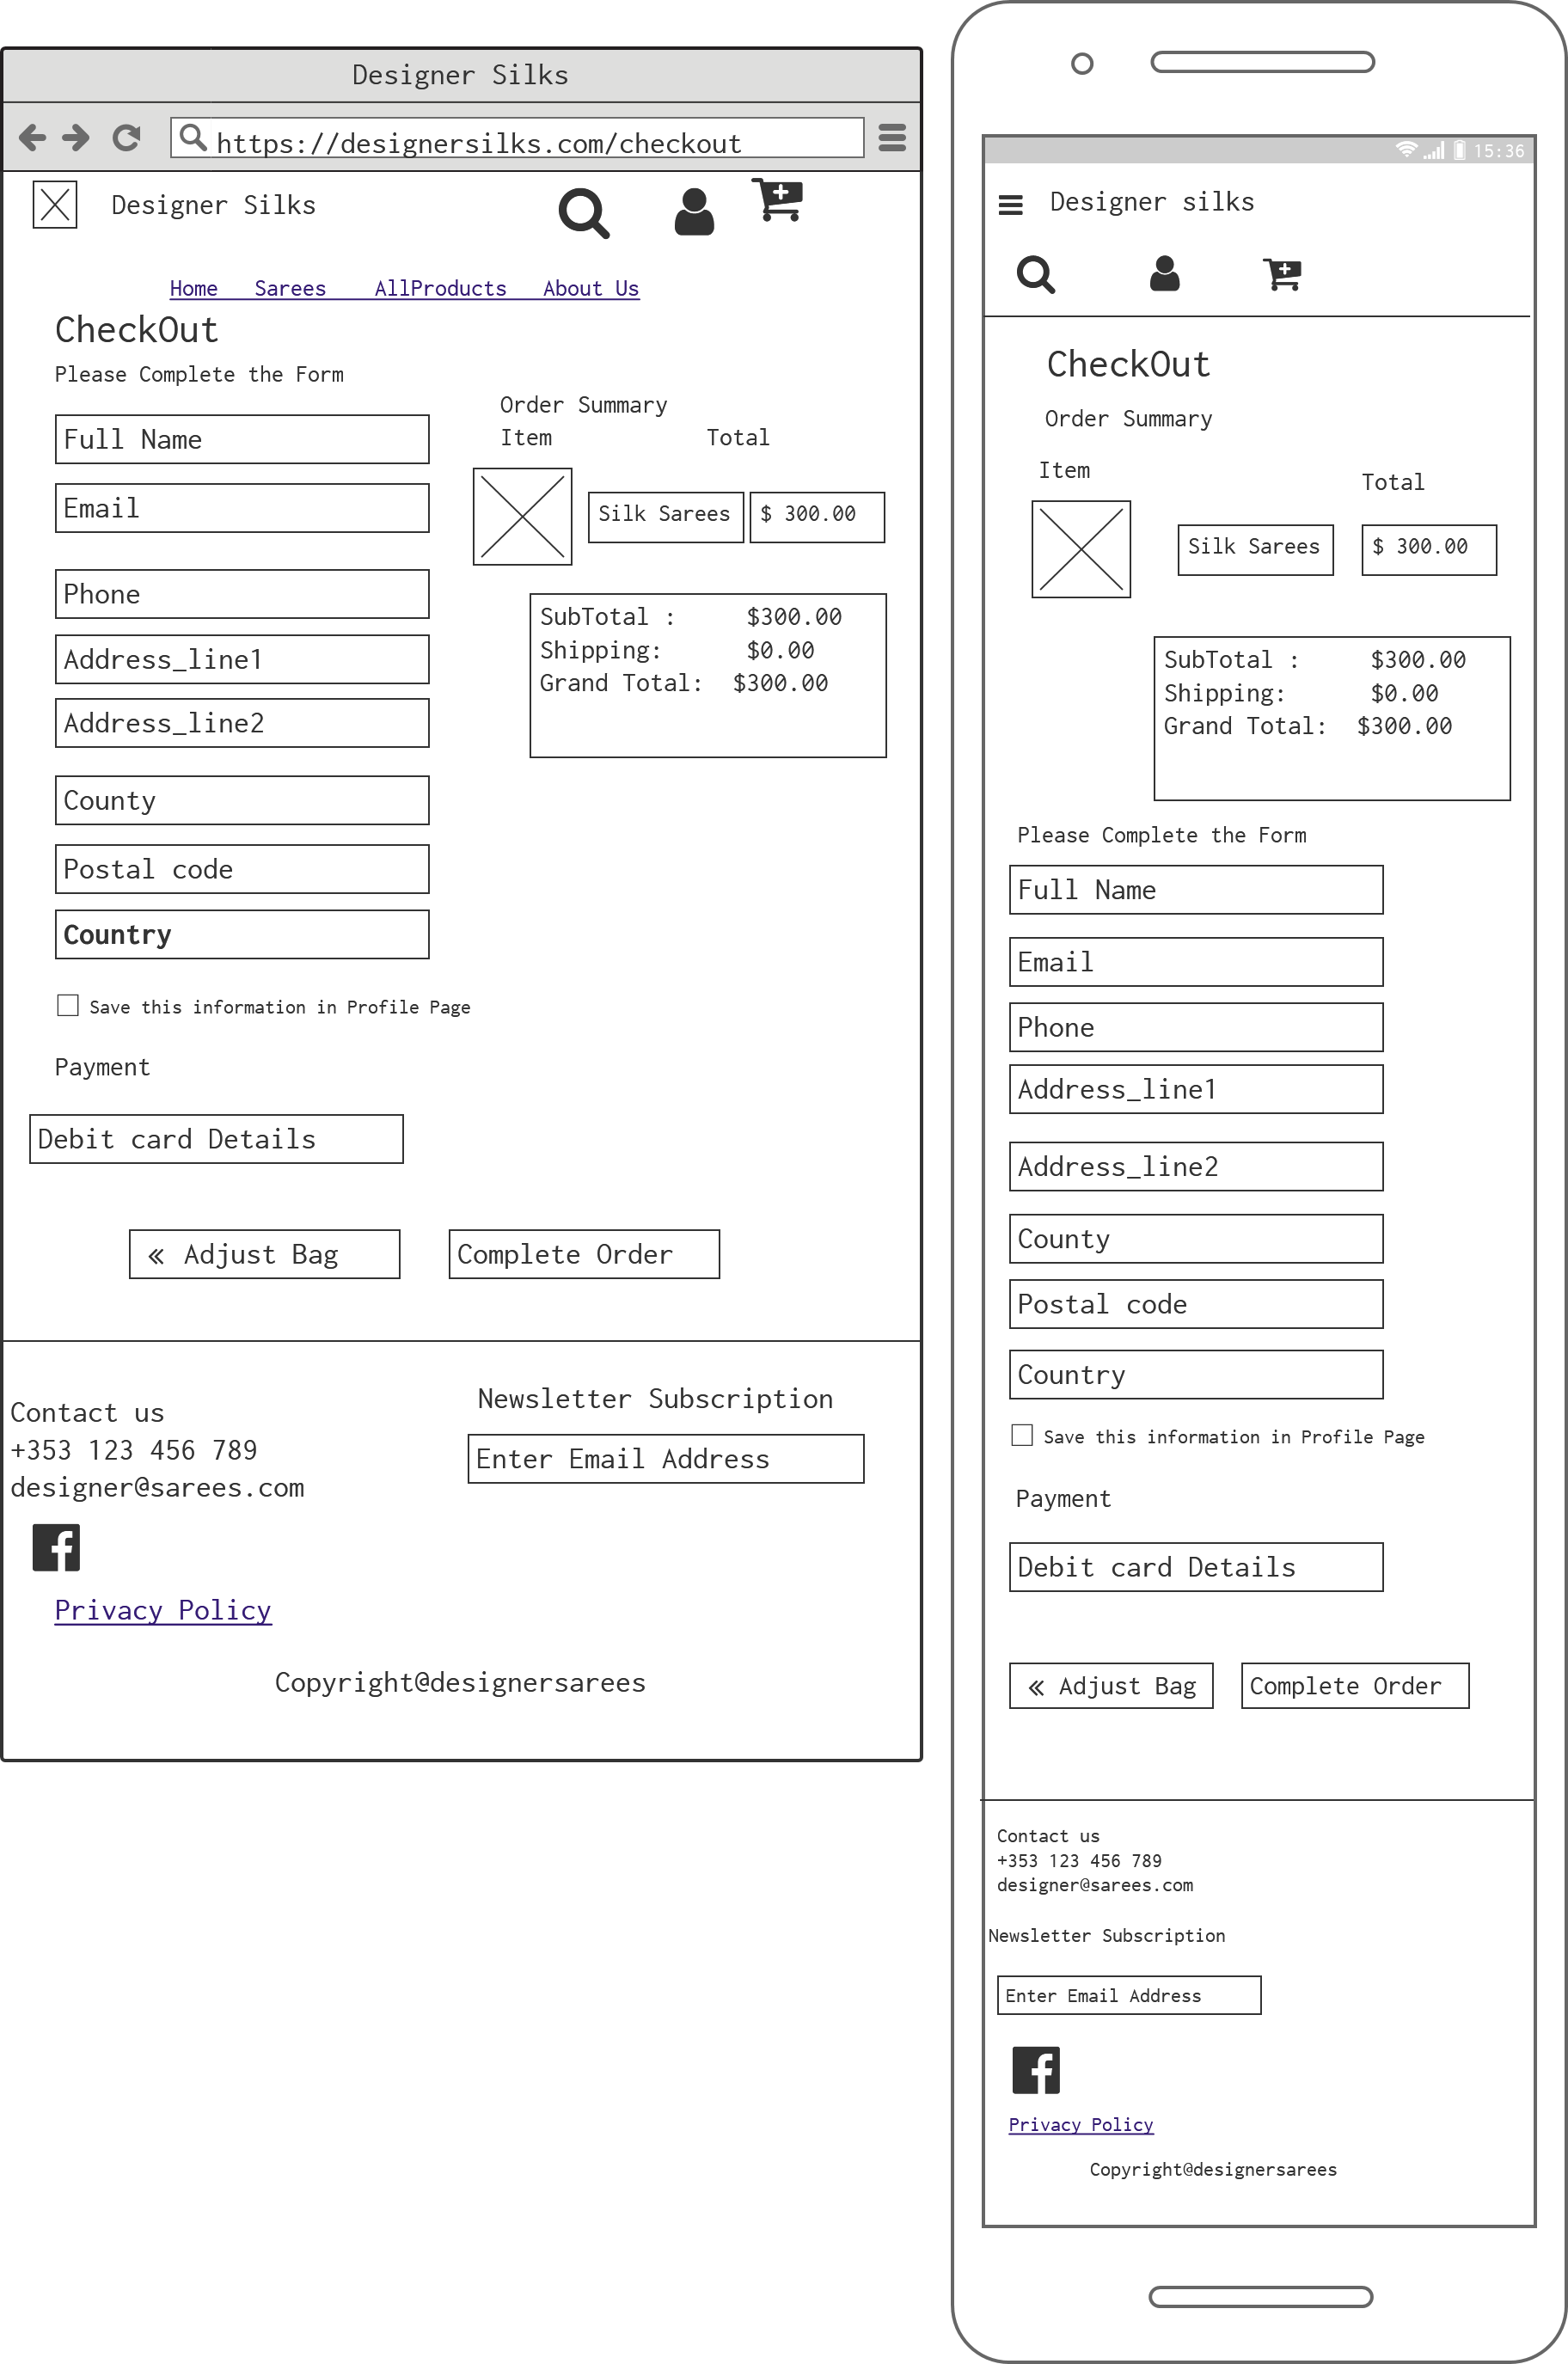 Designer Silks
https://designersilks.com/checkout
Designer Silks
Home Sarees AllProducts About Us
CheckOut
Please Complete the Form
Full Name
Email
Phone
Address_line1
Address_line2
County
Postal code
Country
Save this information in Profile Page
Payment
Debit card Details
Order Summary
Item Total
Silk Sarees $ 300.00
SubTotal : $300.00
Shipping: $0.00
Grand Total: $300.00
« Adjust Bag Complete Order
Contact us
+353 123 456 789
designer@sarees.com
Privacy Policy
Newsletter Subscription
Enter Email Address
Copyright@designersarees
15:36
Designer silks
CheckOut
Order Summary
Item Total
Silk Sarees $ 300.00
SubTotal : $300.00
Shipping: $0.00
Grand Total: $300.00
Please Complete the Form
Full Name
Email
Phone
Address_line1
Address_line2
County
Postal code
Country
Save this information in Profile Page
Payment
Debit card Details
« Adjust Bag Complete Order
Contact us
+353 123 456 789
designer@sarees.com
Newsletter Subscription
Enter Email Address
Privacy Policy
Copyright@designersarees